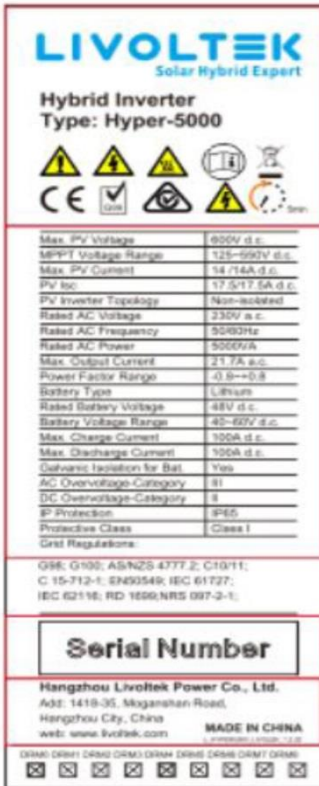 LIVOLTEK
Solar Hybrid Expert
Hybrid Inverter
Type: Hyper-5000
CE
5min
Max. PV Voltage 600V d.c.
MPPT Voltage Range 125~550V d.c.
Max. PV Current 14 /14A d.c.
PV Isc 17.5/17.5A d.c.
PV Inverter Topology Non-isolated
Rated AC Voltage 230V a.c.
Rated AC Frequency 50/60Hz
Rated AC Power 5000VA
Max. Output Current 21.7A a.c.
Power Factor Range -0.8~+0.8
Battery Type Lithium
Rated Battery Voltage 48V d.c.
Battery Voltage Range 40~60V d.c.
Max. Charge Current 100A d.c.
Max. Discharge Current 100A d.c.
Galvanic Isolation for Bat. Yes
AC Overvoltage-Category III
DC Overvoltage-Category II
IP Protection IP65
Protective Class Class I
Grid Regulations:
G98; G100; AS/NZS 4777.2; C10/11;
C 15-712-1; EN50549; IEC 61727;
IEC 62116; RD 1699;NRS 097-2-1;
Serial Number
Hangzhou Livoltek Power Co., Ltd.
Add: 1418-35, Moganshan Road,
Hangzhou City, China
web: www.livoltek.com MADE IN CHINA
DRM0 DRM1 DRM2 DRM3 DRM4 DRM5 DRM6 DRM7 DRM8